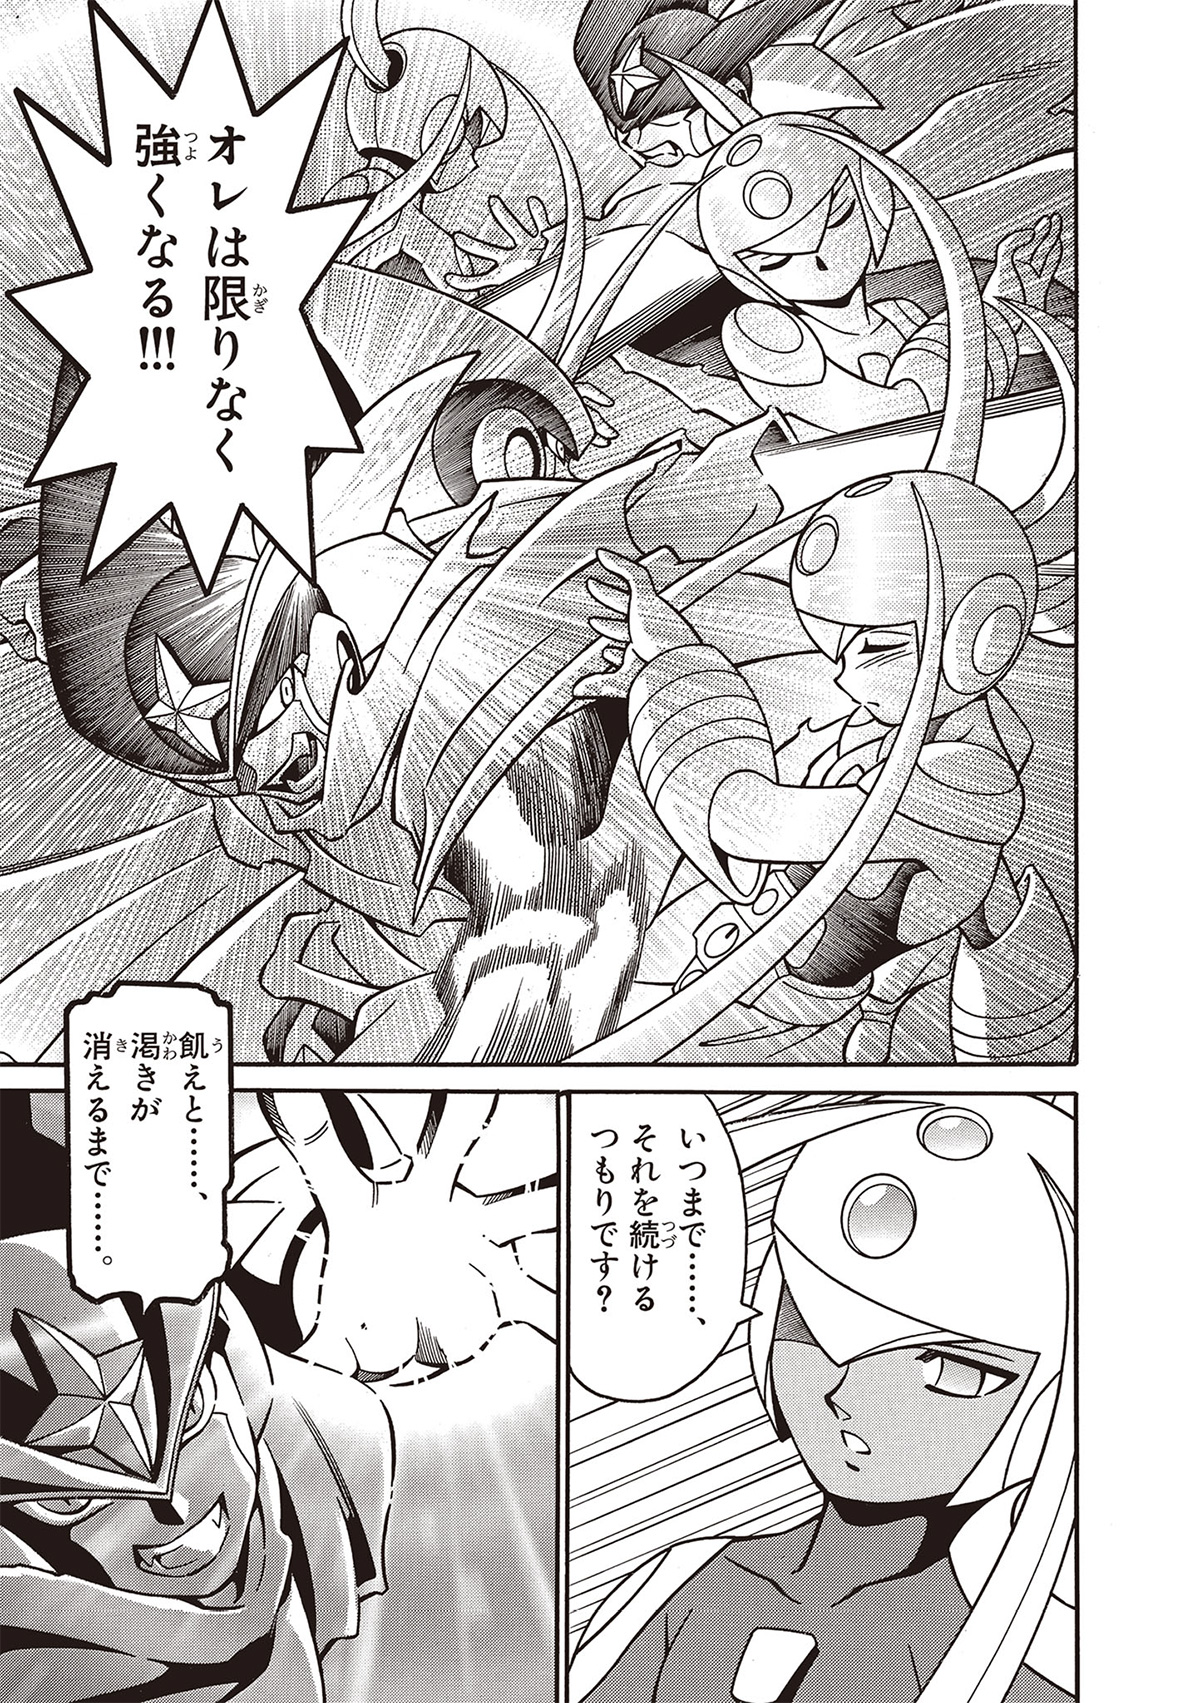 オレは限りなく
強くなる!!!
いつまで……、
それを続ける
つもりです?
飢えと……、
渇きが
消えるまで……。